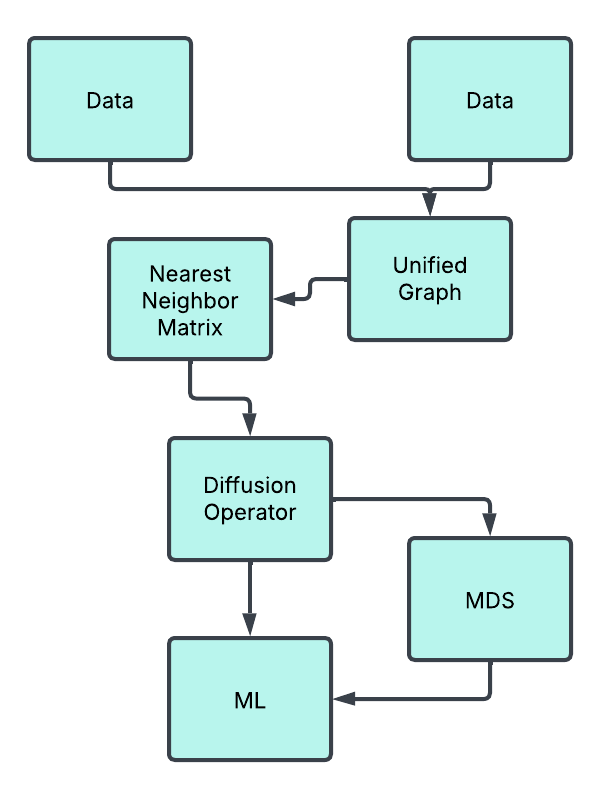 Data
Data
Unified
Graph
Nearest
Neighbor
Matrix
Diffusion
Operator
MDS
ML